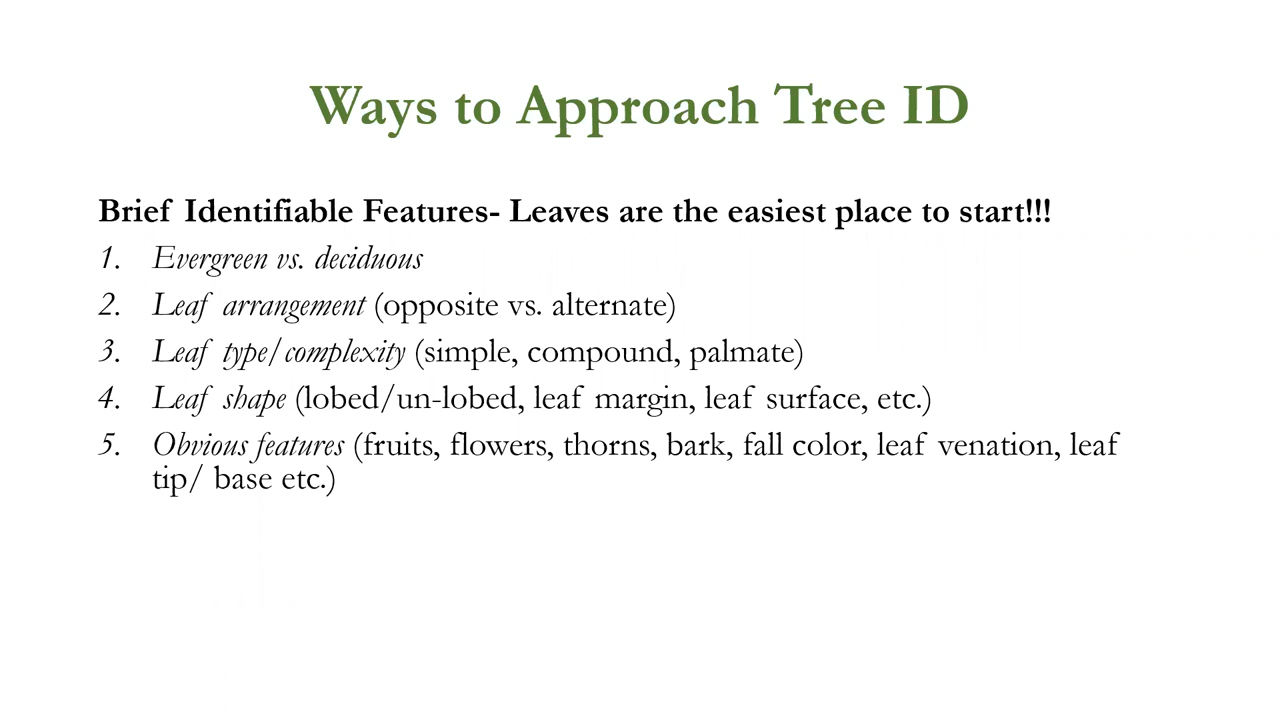 Ways to Approach Tree ID
Brief Identifiable Features- Leaves are the easiest place to start!!!
1. Evergreen vs. deciduous
2. Leaf arrangement (opposite vs. alternate)
3. Leaf type/complexity (simple, compound, palmate)
4. Leaf shape (lobed/un-lobed, leaf margin, leaf surface, etc.)
5. Obvious features (fruits, flowers, thorns, bark, fall color, leaf venation, leaf
tip/ base etc.)